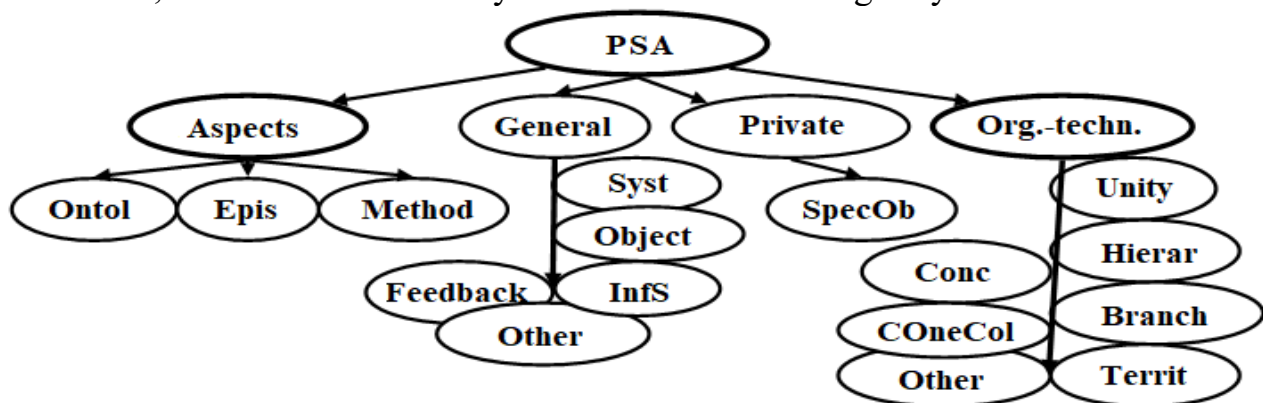 PSA
Aspects
General
Private
Org.-techn.
Ontol
Epis
Method
Syst
Object
Feedback
InfS
Other
SpecOb
Unity
Hierar
Conc
Branch
COneCol
Territ
Other